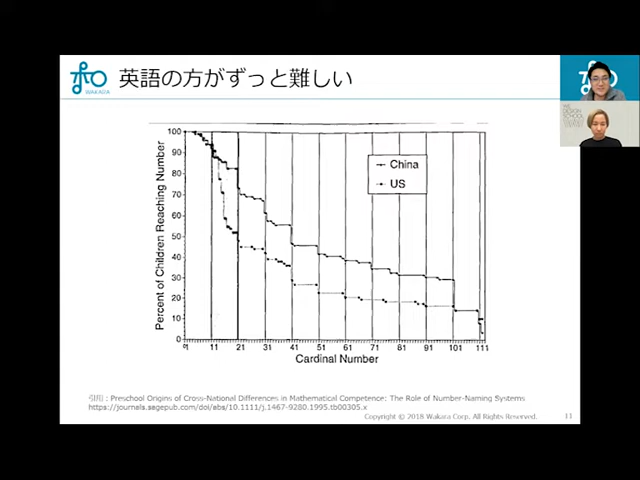 WAKARA
英語の方がずっと難しい
Percent of Children Reaching Number
100
90
80
70
60
50
40
30
20
10
0
China
US
11
21
31
41
51
61
71
81
91
101
111
Cardinal Number
引用：Preschool Origins of Cross-National Differences in Mathematical Competence: The Role of Number-Naming Systems
https://journals.sagepub.com/doi/abs/10.1111/j.1467-9280.1995.tb00305.x
Copyright © 2018 Wakara Corp. All Rights Reserved.
11